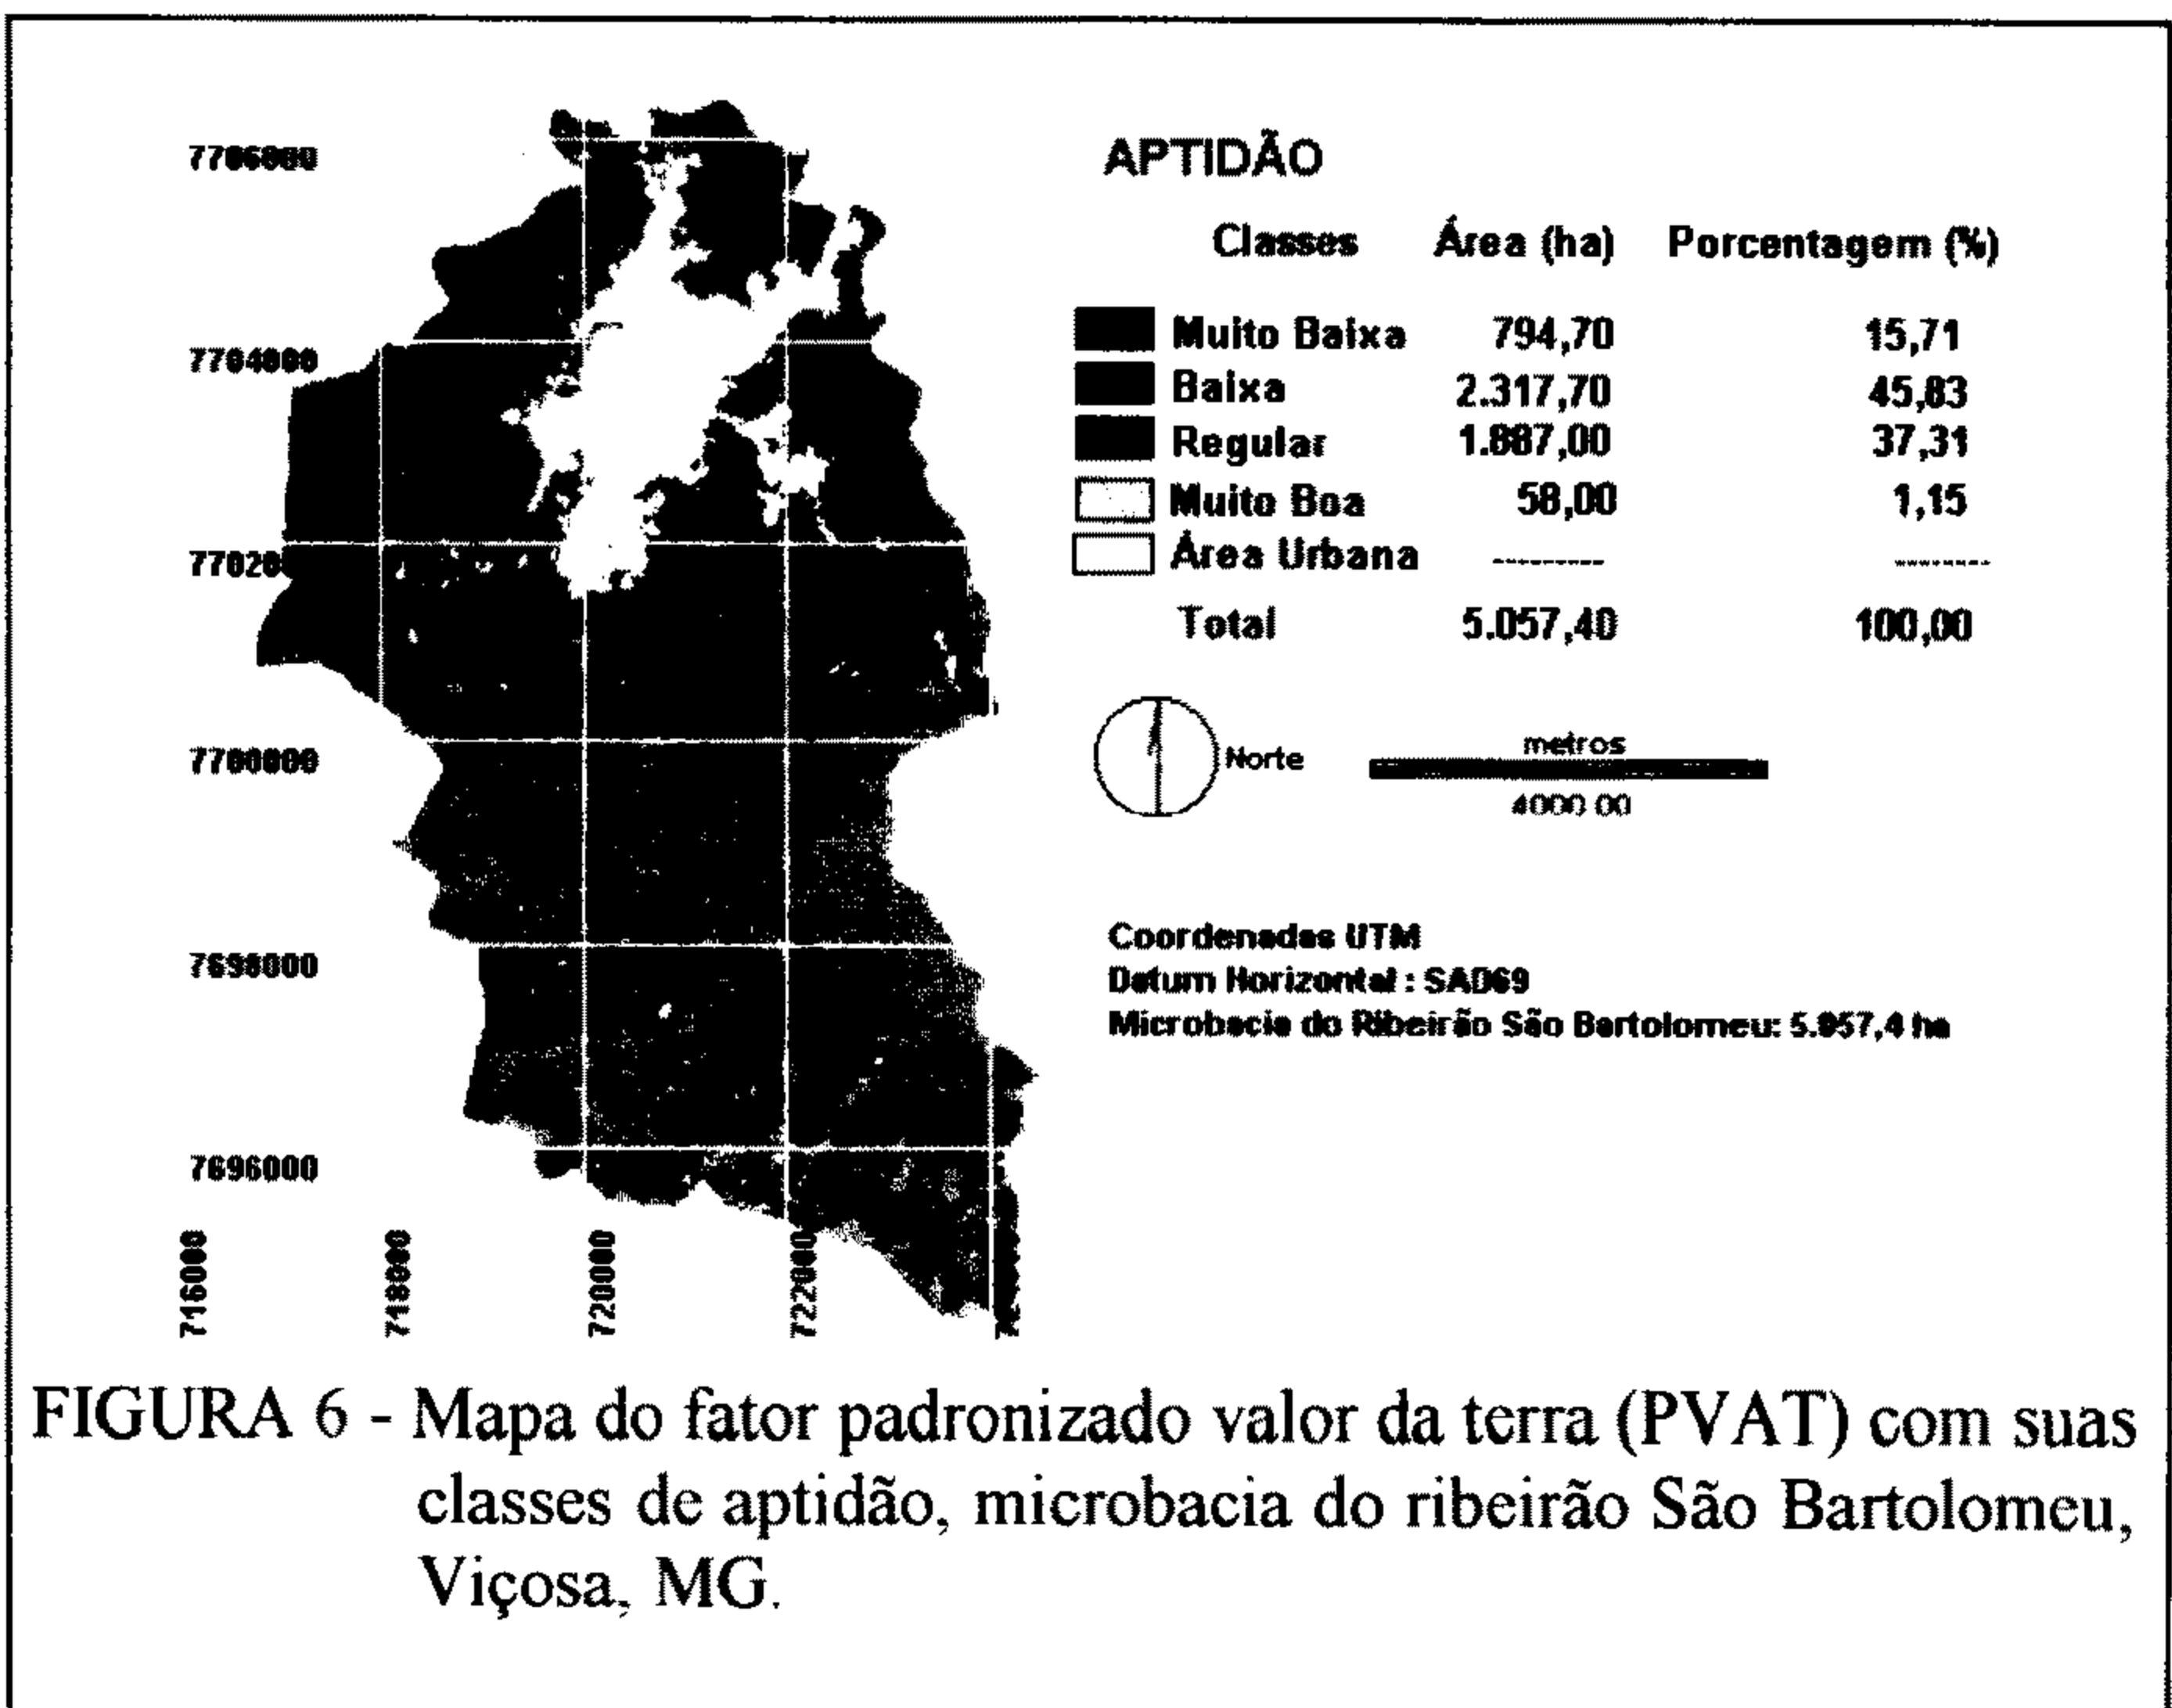 APTIDÃO
Classes Área (ha) Porcentagem (%)
Muito Baixa 794,70 15,71
Baixa 2.317,70 45,83
Regular 1.887,00 37,31
Muito Boa 58,00 1,15
Área Urbana --------- ---------
Total 5.057,40 100,00
7706000
7704000
7702
7700000
7698000
7696000
716000 718000 720000 722000
Norte
metros
4000.00
Coordenadas UTM
Datum Horizontal : SAD69
Microbacia do Ribeirão São Bartolomeu: 5.057,4 ha
FIGURA 6 - Mapa do fator padronizado valor da terra (PVAT) com suas
classes de aptidão, microbacia do ribeirão São Bartolomeu,
Viçosa, MG.